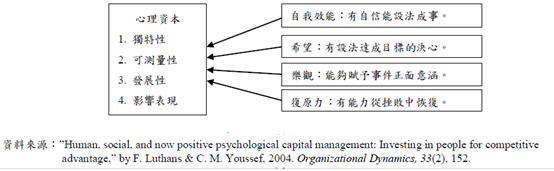 心理資本
1. 獨特性
2. 可測量性
3. 發展性
4. 影響表現
自我效能：有自信能設法成事。
希望：有設法達成目標的決心。
樂觀：能夠賦予事件正面意涵。
復原力：有能力從挫敗中恢復。
資料來源："Human, social, and now positive psychological capital management: Investing in people for competitive
advantage," by F. Luthans & C. M. Youssef, 2004. Organizational Dynamics, 33(2), 152.